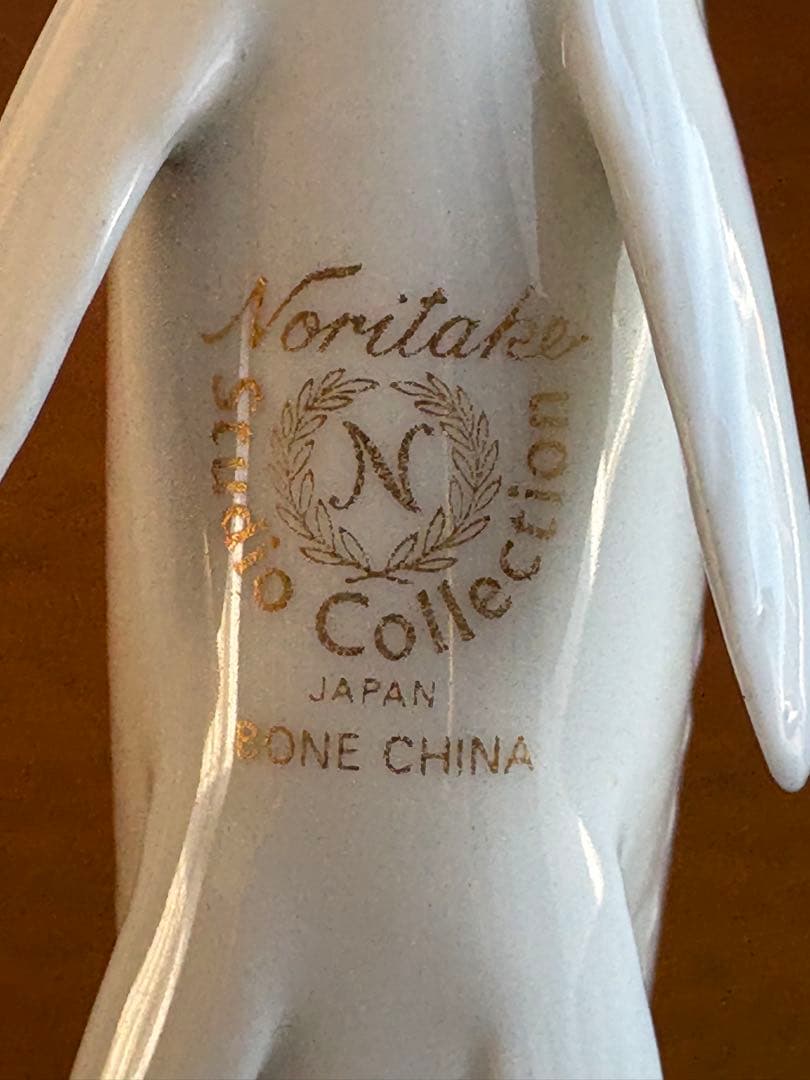 Noritake
Studio Collection
N
JAPAN
BONE CHINA